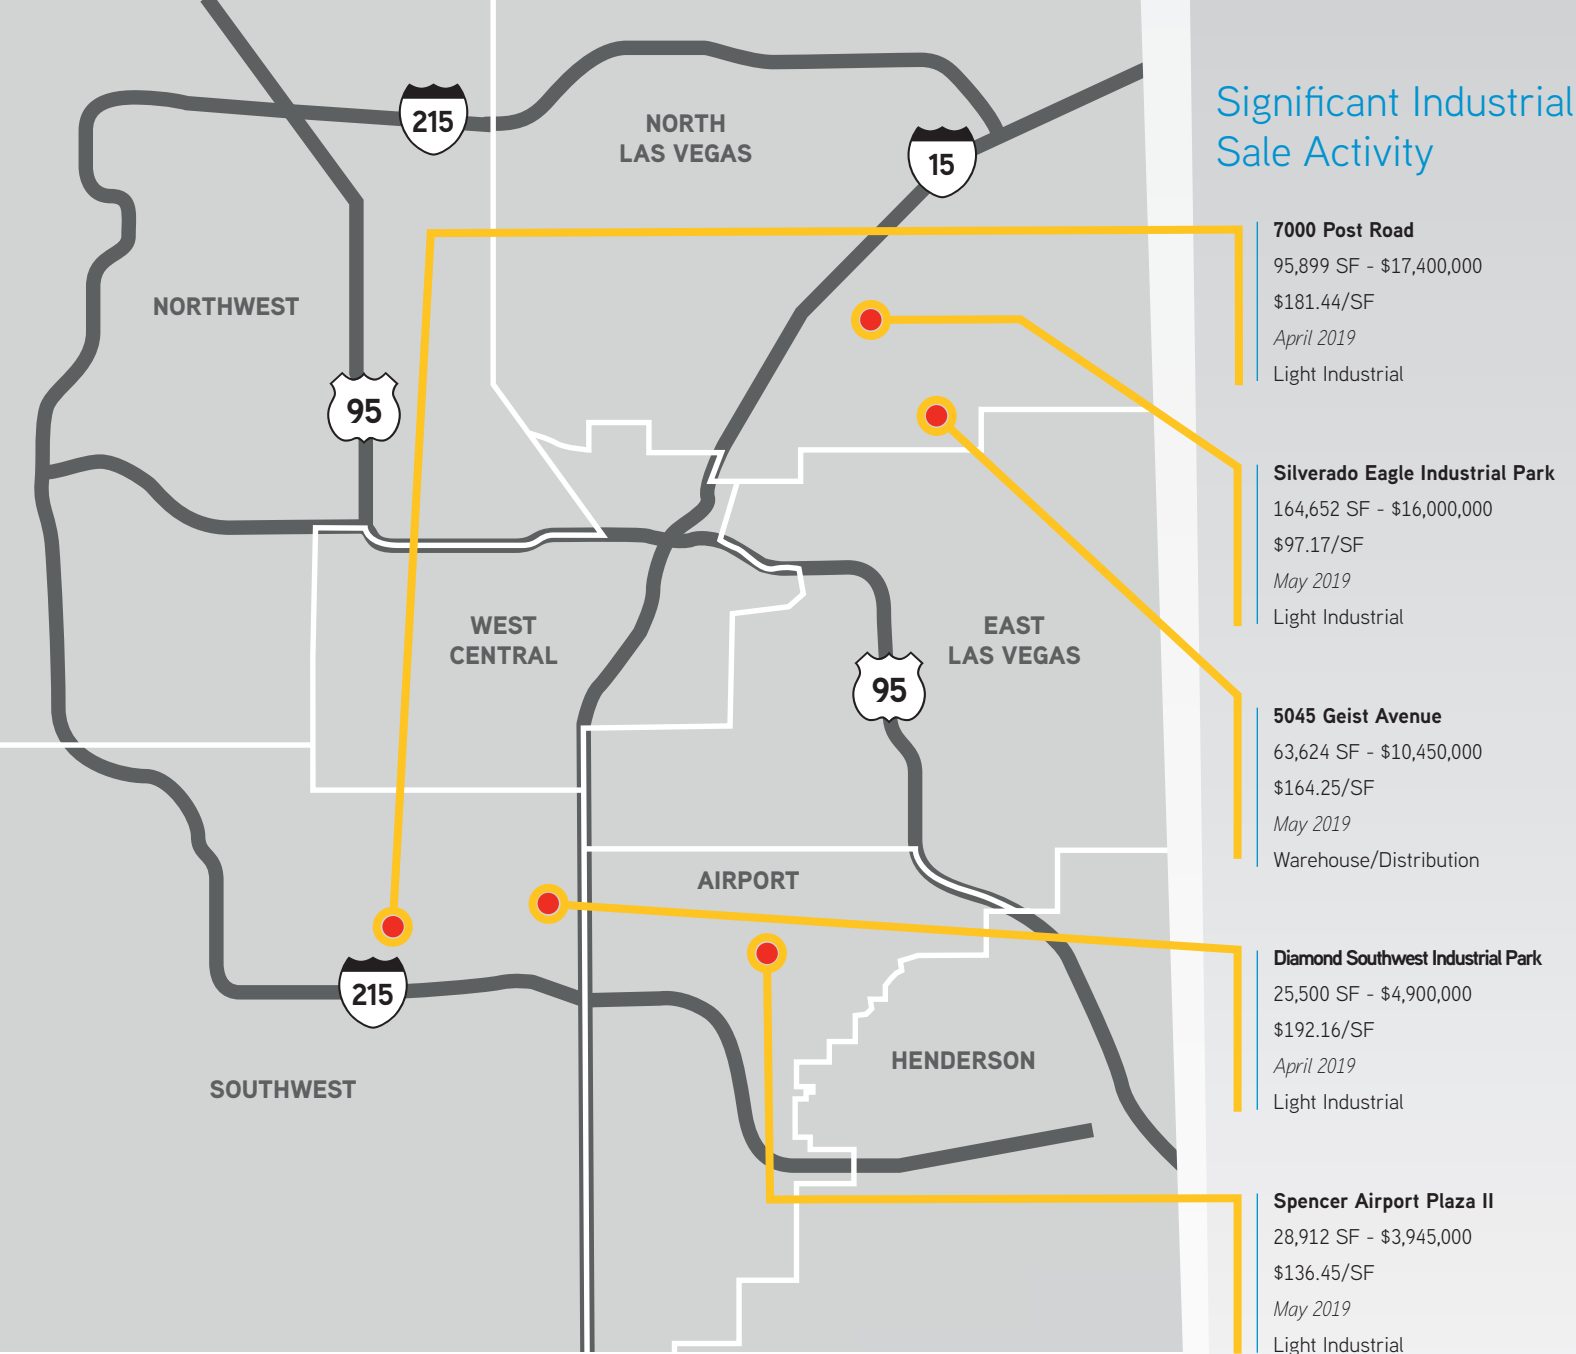 215
NORTH
LAS VEGAS
15
NORTHWEST
95
WEST
CENTRAL
EAST
LAS VEGAS
95
AIRPORT
215
HENDERSON
SOUTHWEST
Significant Industrial
Sale Activity
7000 Post Road
95,899 SF - $17,400,000
$181.44/SF
April 2019
Light Industrial
Silverado Eagle Industrial Park
164,652 SF - $16,000,000
$97.17/SF
May 2019
Light Industrial
5045 Geist Avenue
63,624 SF - $10,450,000
$164.25/SF
May 2019
Warehouse/Distribution
Diamond Southwest Industrial Park
25,500 SF - $4,900,000
$192.16/SF
April 2019
Light Industrial
Spencer Airport Plaza II
28,912 SF - $3,945,000
$136.45/SF
May 2019
Light Industrial